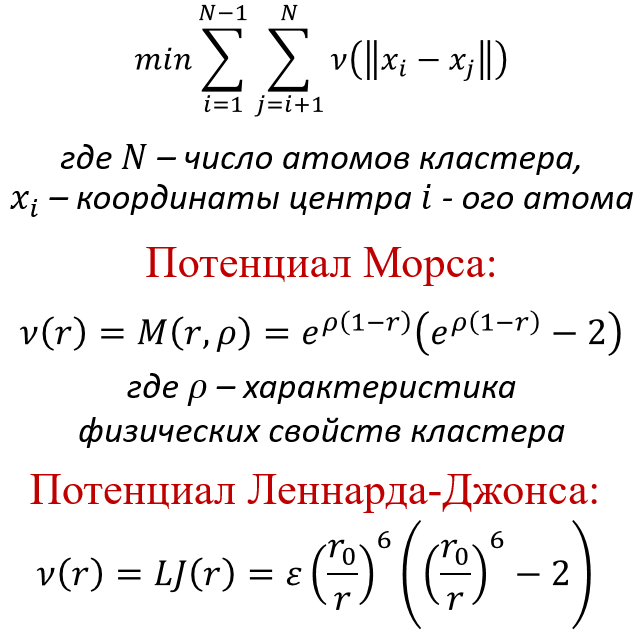 min ∑_{i=1}^{N−1} ∑_{j=i+1}^{N} ν(‖x_i − x_j‖)
где N – число атомов кластера,
x_i – координаты центра i - ого атома
Потенциал Морса:
ν(r) = M(r, ρ) = e^{ρ(1−r)}(e^{ρ(1−r)} − 2)
где ρ – характеристика
физических свойств кластера
Потенциал Леннарда-Джонса:
ν(r) = LJ(r) = ε (r_0/r)^6 ((r_0/r)^6 − 2)